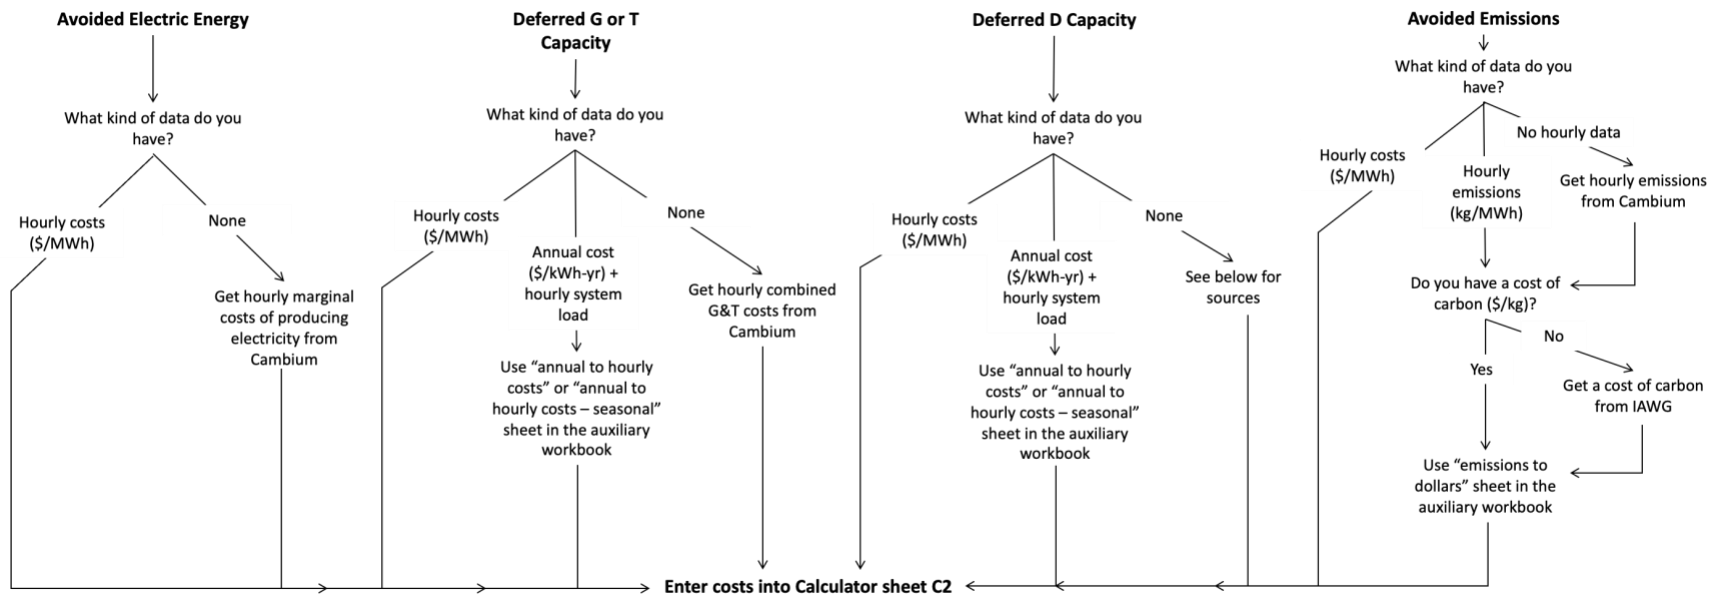 Avoided Electric Energy
What kind of data do you
have?
Hourly costs
($/MWh)
None
Get hourly marginal
costs of producing
electricity from
Cambium
Deferred G or T
Capacity
What kind of data do you
have?
Hourly costs
($/MWh)
Annual cost
($/kWh-yr) +
hourly system
load
None
Get hourly combined
G&T costs from
Cambium
Use “annual to hourly
costs” or “annual to
hourly costs – seasonal”
sheet in the auxiliary
workbook
Deferred D Capacity
What kind of data do you
have?
Hourly costs
($/MWh)
Annual cost
($/kWh-yr) +
hourly system
load
None
See below for
sources
Use “annual to hourly
costs” or “annual to
hourly costs – seasonal”
sheet in the auxiliary
workbook
Avoided Emissions
What kind of data do you
have?
Hourly costs
($/MWh)
Hourly
emissions
(kg/MWh)
No hourly data
Get hourly emissions
from Cambium
Do you have a cost of
carbon ($/kg)?
Yes
No
Get a cost of carbon
from IAWG
Use “emissions to
dollars” sheet in the
auxiliary workbook
Enter costs into Calculator sheet C2